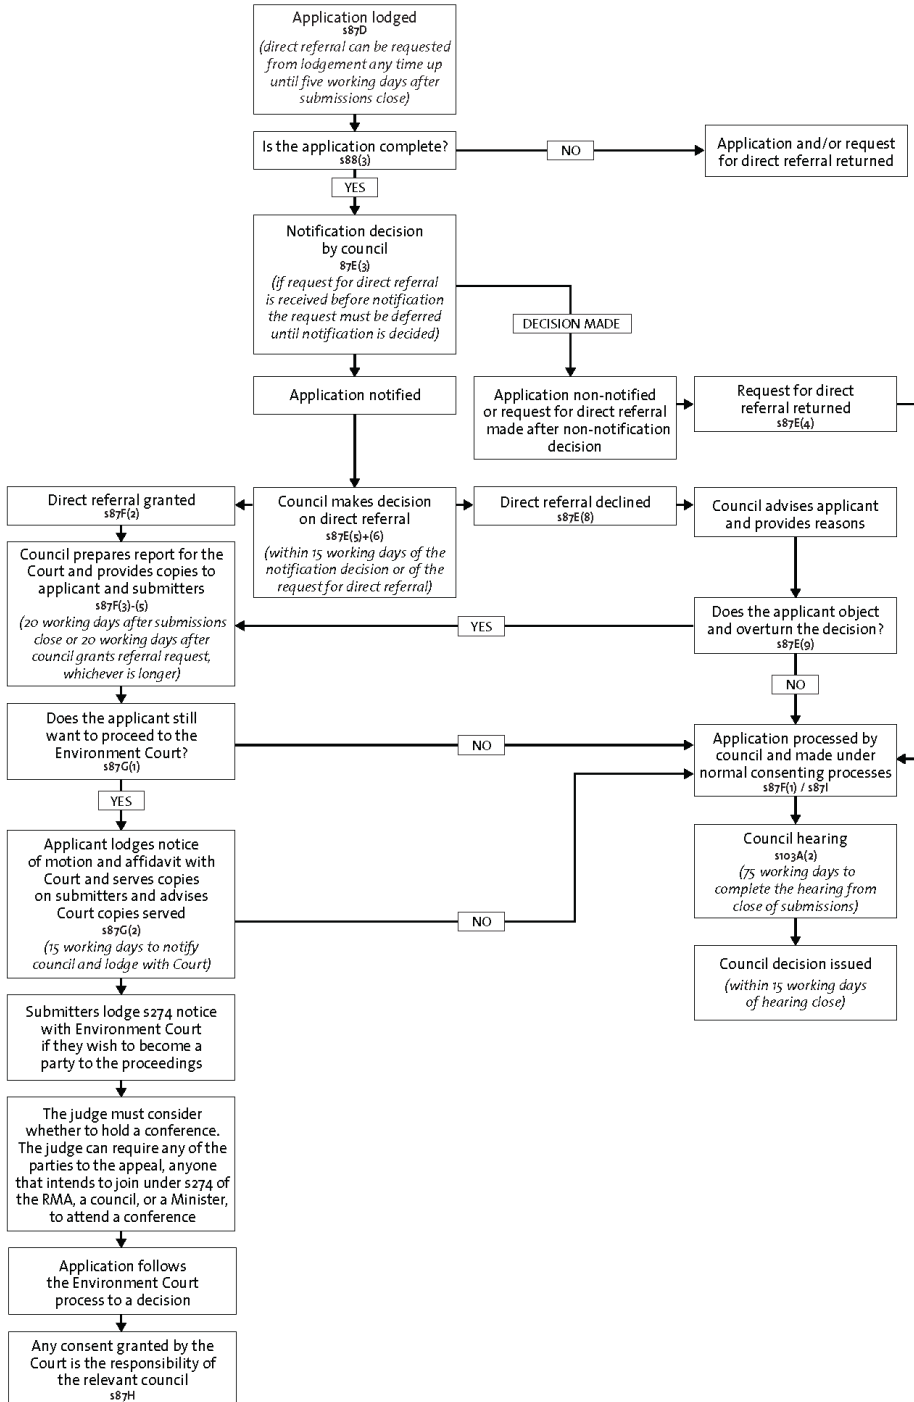 Application lodged
s87D
(direct referral can be requested
from lodgement any time up
until five working days after
submissions close)
Is the application complete?
s88(3)
NO
Application and/or request
for direct referral returned
YES
Notification decision
by council
87E(3)
(if request for direct referral
is received before notification
the request must be deferred
until notification is decided)
DECISION MADE
Application notified
Application non-notified
or request for direct referral
made after non-notification
decision
Request for direct
referral returned
s87E(4)
Direct referral granted
s87F(2)
Council makes decision
on direct referral
s87E(5)+(6)
(within 15 working days of the
notification decision or of the
request for direct referral)
Direct referral declined
s87E(8)
Council advises applicant
and provides reasons
Council prepares report for the
Court and provides copies to
applicant and submitters
s87F(3)-(5)
(20 working days after submissions
close or 20 working days after
council grants referral request,
whichever is longer)
YES
Does the applicant object
and overturn the decision?
s87E(9)
NO
Does the applicant still
want to proceed to the
Environment Court?
s87G(1)
NO
Application processed by
council and made under
normal consenting processes
s87F(1) / s87I
YES
Applicant lodges notice
of motion and affidavit with
Court and serves copies
on submitters and advises
Court copies served
s87G(2)
(15 working days to notify
council and lodge with Court)
NO
Council hearing
s103A(2)
(75 working days to
complete the hearing from
close of submissions)
Council decision issued
(within 15 working days
of hearing close)
Submitters lodge s274 notice
with Environment Court
if they wish to become a
party to the proceedings
The judge must consider
whether to hold a conference.
The judge can require any of the
parties to the appeal, anyone
that intends to join under s274 of
the RMA, a council, or a Minister,
to attend a conference
Application follows
the Environment Court
process to a decision
Any consent granted by the
Court is the responsibility of
the relevant council
s87H